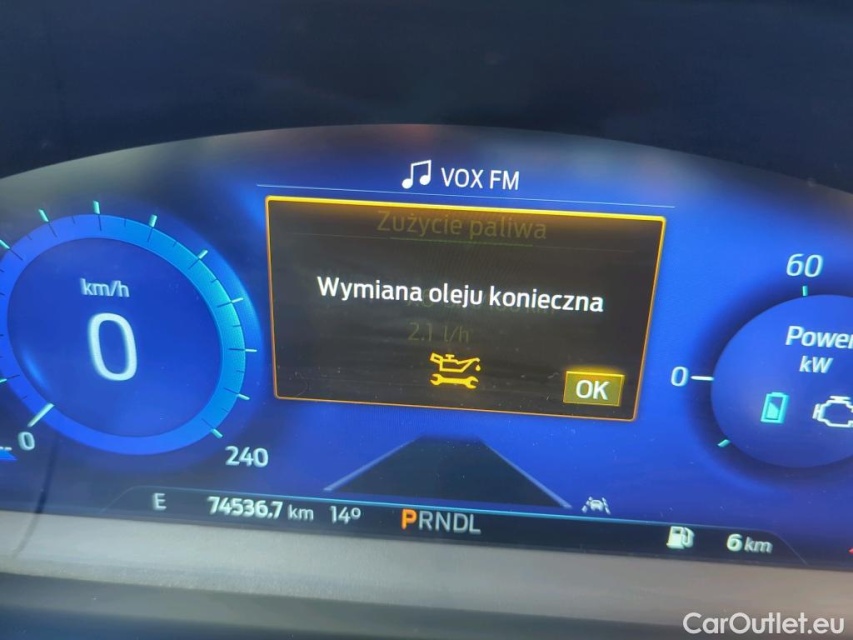 VOX FM
Zużycie paliwa
Wymiana oleju konieczna
2.1 l/h
OK
km/h
0
0
240
60
Power
kW
0
E 74536.7 km 14° PRNDL 6 km
CarOutlet.eu